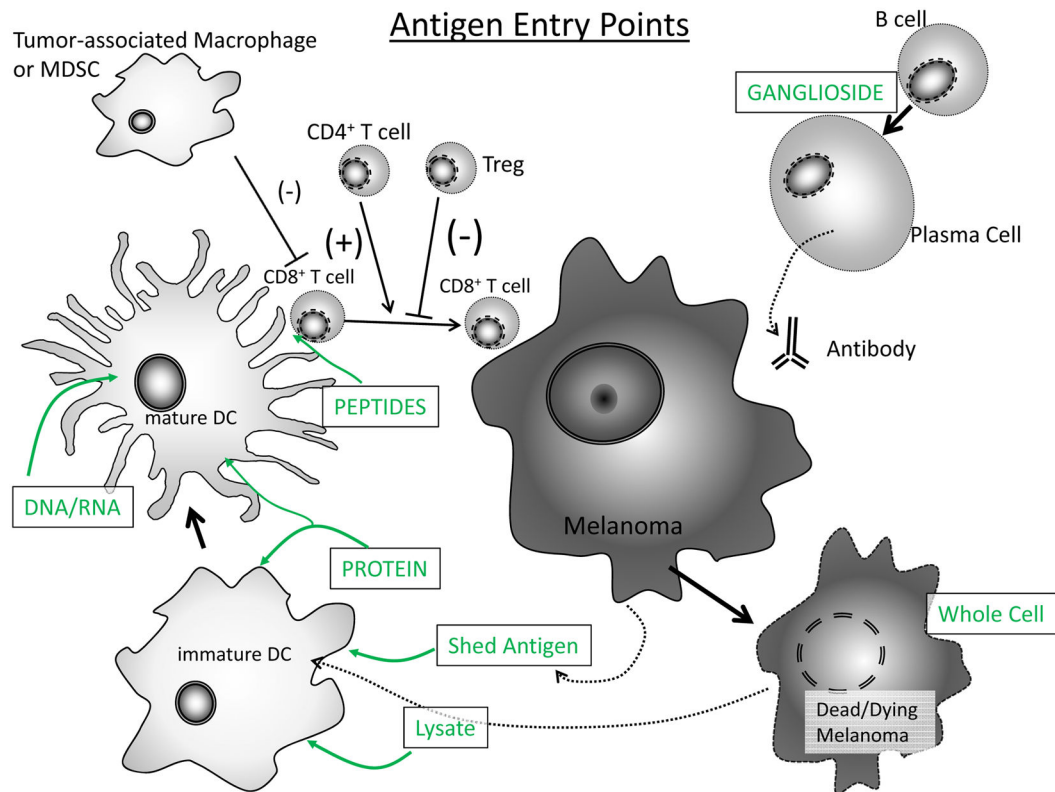 Antigen Entry Points
Tumor-associated Macrophage
or MDSC
B cell
GANGLIOSIDE
CD4⁺ T cell
Treg
(-)
(+)
(-)
Plasma Cell
CD8⁺ T cell
CD8⁺ T cell
Antibody
mature DC
PEPTIDES
DNA/RNA
Melanoma
PROTEIN
Whole Cell
immature DC
Shed Antigen
Lysate
Dead/Dying
Melanoma